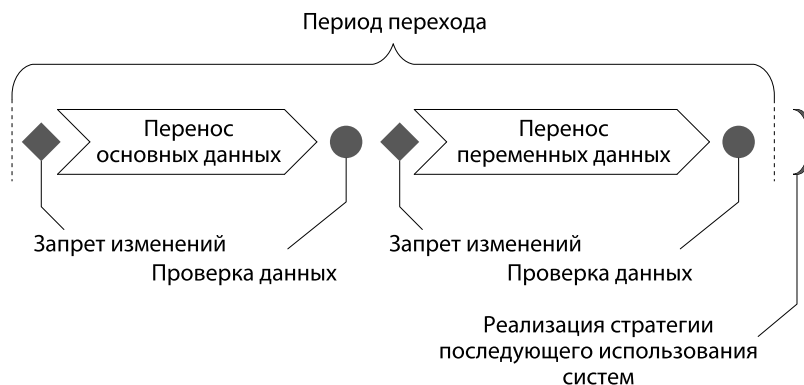 Период перехода
Перенос
основных данных
Перенос
переменных данных
Запрет изменений
Проверка данных
Запрет изменений
Проверка данных
Реализация стратегии
последующего использования
систем